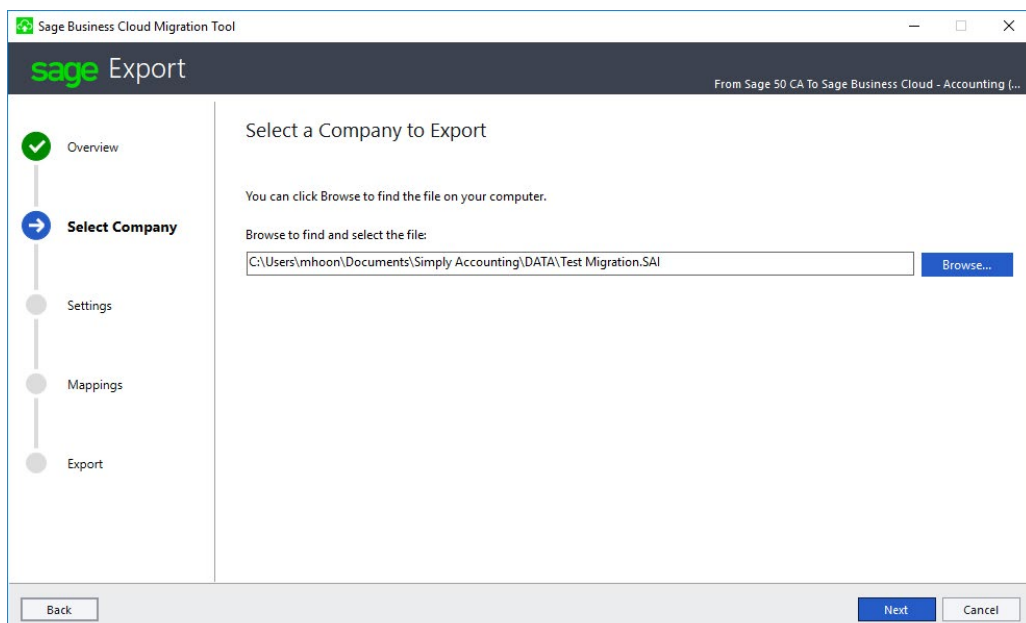 Sage Business Cloud Migration Tool
sage Export
From Sage 50 CA To Sage Business Cloud - Accounting (...
Overview
Select Company
Settings
Mappings
Export
Select a Company to Export
You can click Browse to find the file on your computer.
Browse to find and select the file:
C:\Users\mhoon\Documents\Simply Accounting\DATA\Test Migration.SAI
Browse...
Back
Next
Cancel